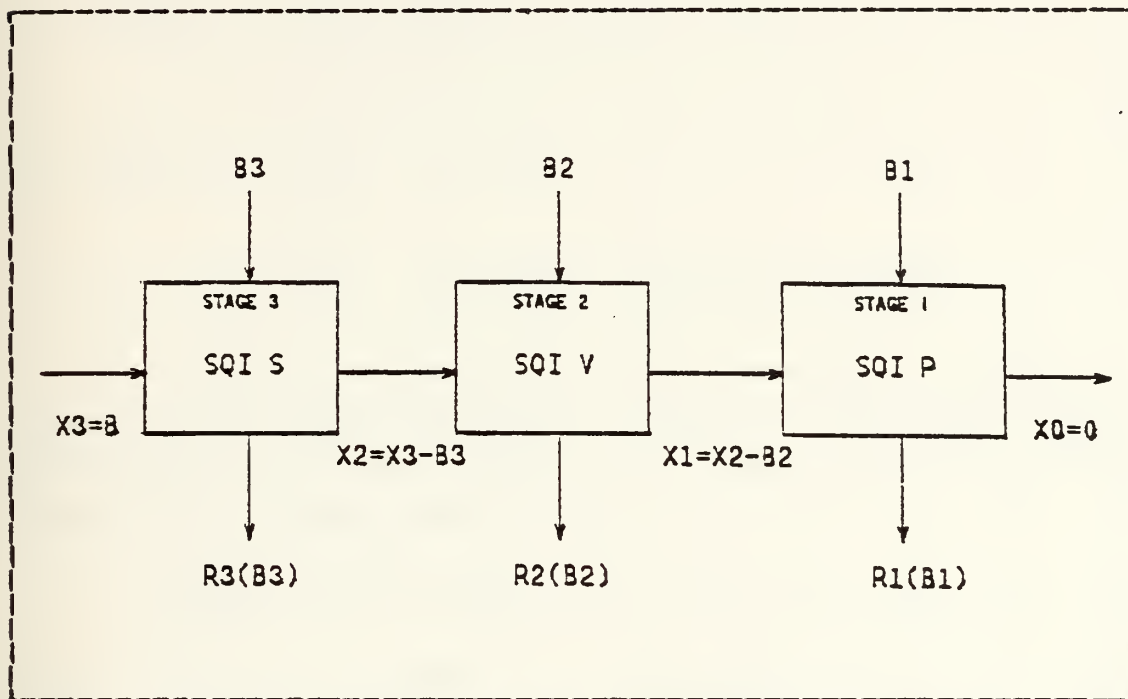 B3 B2 B1
STAGE 3 STAGE 2 STAGE 1
SQI S SQI V SQI P
X3=B X2=X3-B3 X1=X2-B2 X0=0
R3(B3) R2(B2) R1(B1)